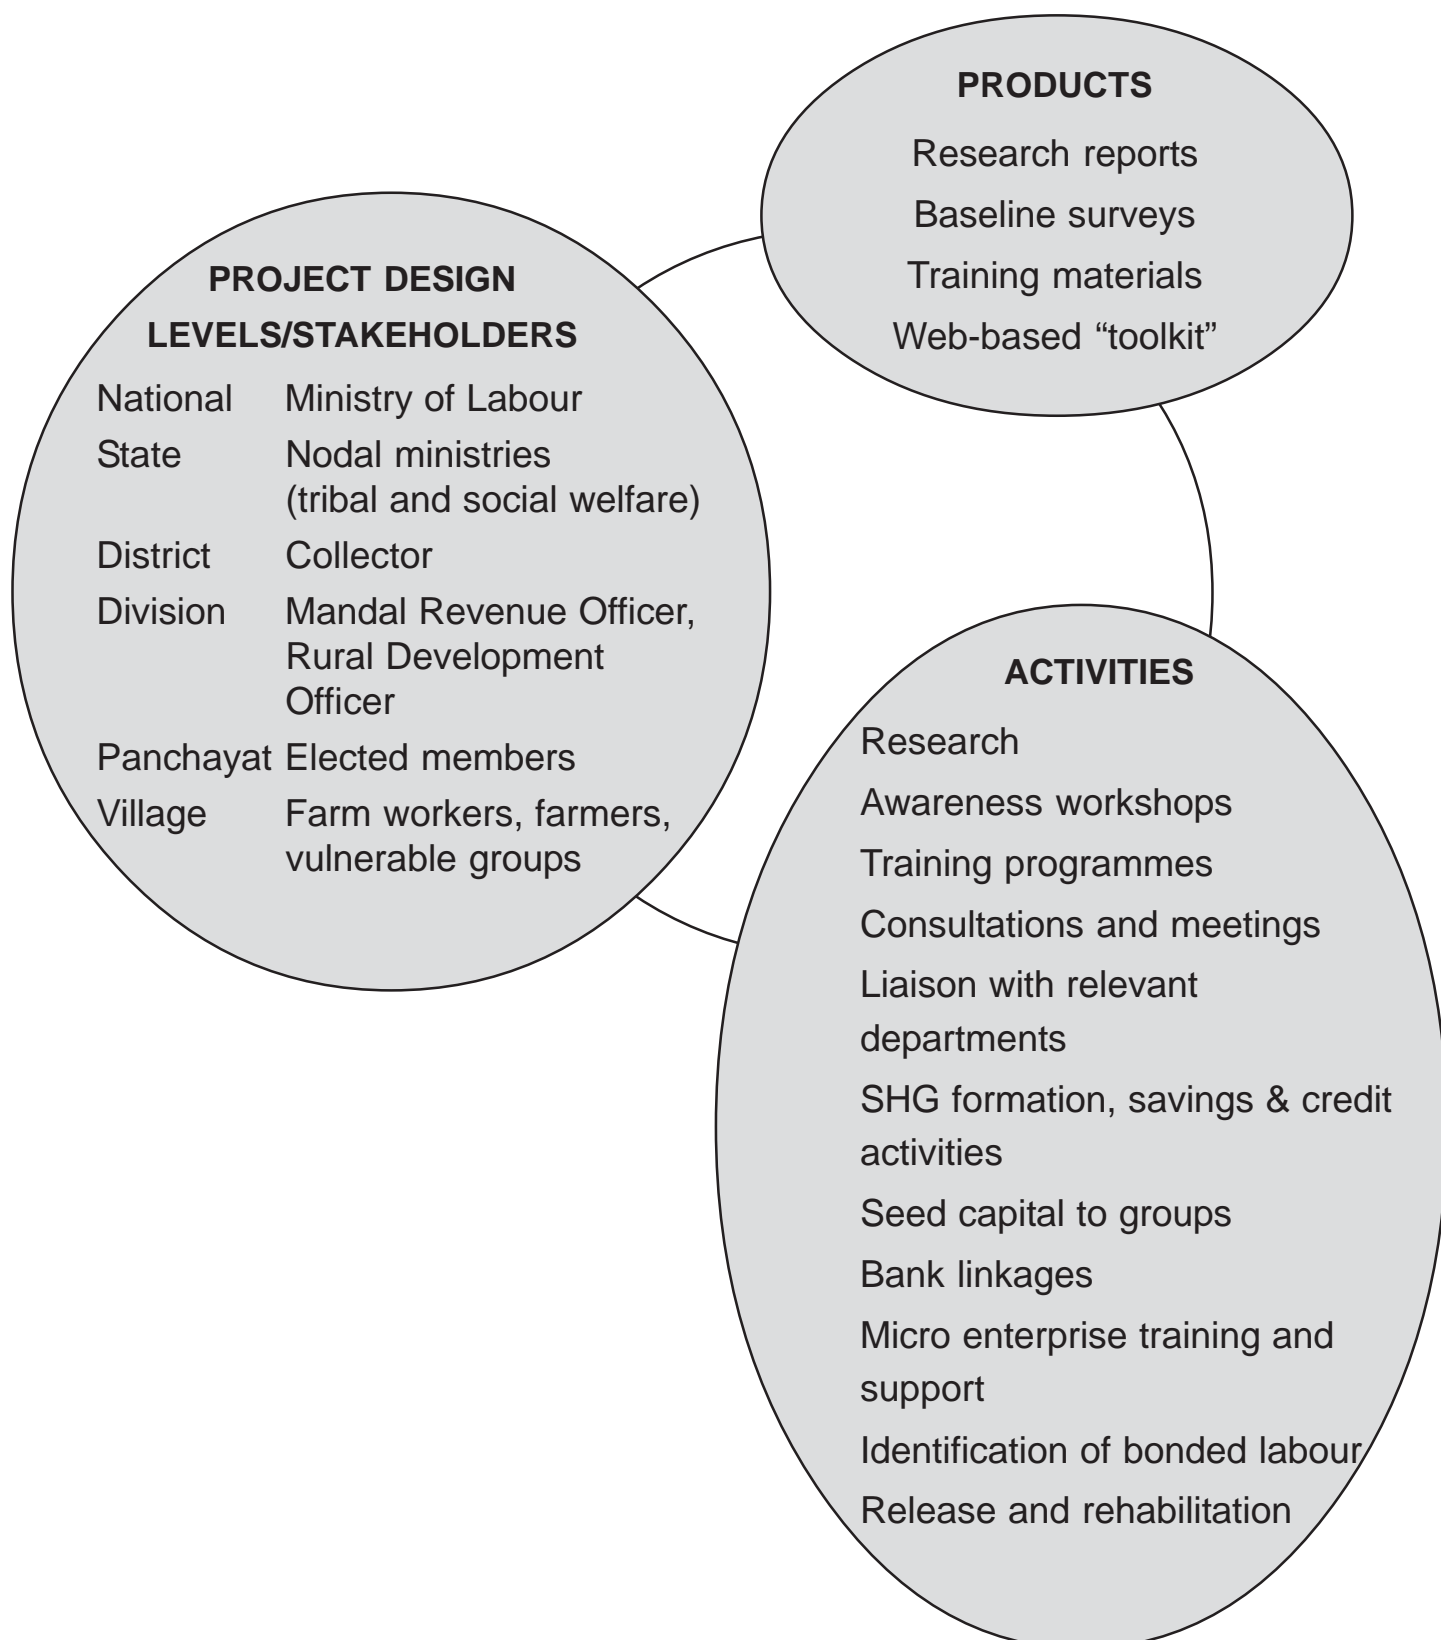 PRODUCTS
Research reports
Baseline surveys
Training materials
Web-based “toolkit”
PROJECT DESIGN
LEVELS/STAKEHOLDERS
National Ministry of Labour
State Nodal ministries
(tribal and social welfare)
District Collector
Division Mandal Revenue Officer,
Rural Development
Officer
Panchayat Elected members
Village Farm workers, farmers,
vulnerable groups
ACTIVITIES
Research
Awareness workshops
Training programmes
Consultations and meetings
Liaison with relevant
departments
SHG formation, savings & credit
activities
Seed capital to groups
Bank linkages
Micro enterprise training and
support
Identification of bonded labour
Release and rehabilitation